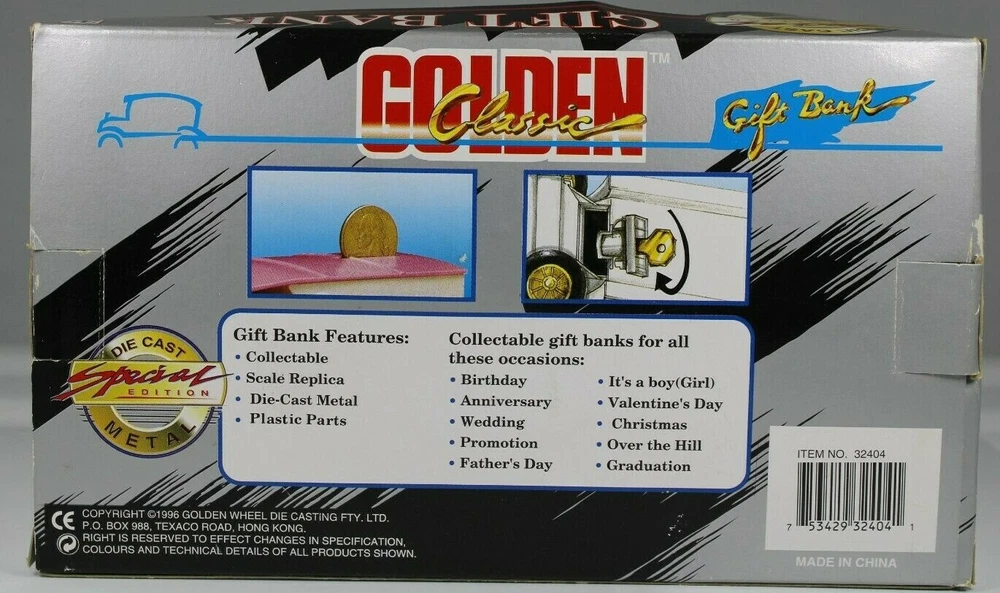 GIFT BANK
GOLDEN
Classic
TM
Gift Bank
DIE CAST
Special
EDITION
METAL
Gift Bank Features:
• Collectable
• Scale Replica
• Die-Cast Metal
• Plastic Parts
Collectable gift banks for all
these occasions:
• Birthday
• Anniversary
• Wedding
• Promotion
• Father's Day
• It's a boy(Girl)
• Valentine's Day
• Christmas
• Over the Hill
• Graduation
ITEM NO. 32404
7 53429 32404 1
MADE IN CHINA
CE
COPYRIGHT ©1996 GOLDEN WHEEL DIE CASTING FTY. LTD.
P.O. BOX 988, TEXACO ROAD, HONG KONG.
RIGHT IS RESERVED TO EFFECT CHANGES IN SPECIFICATION,
COLOURS AND TECHNICAL DETAILS OF ALL PRODUCTS SHOWN.